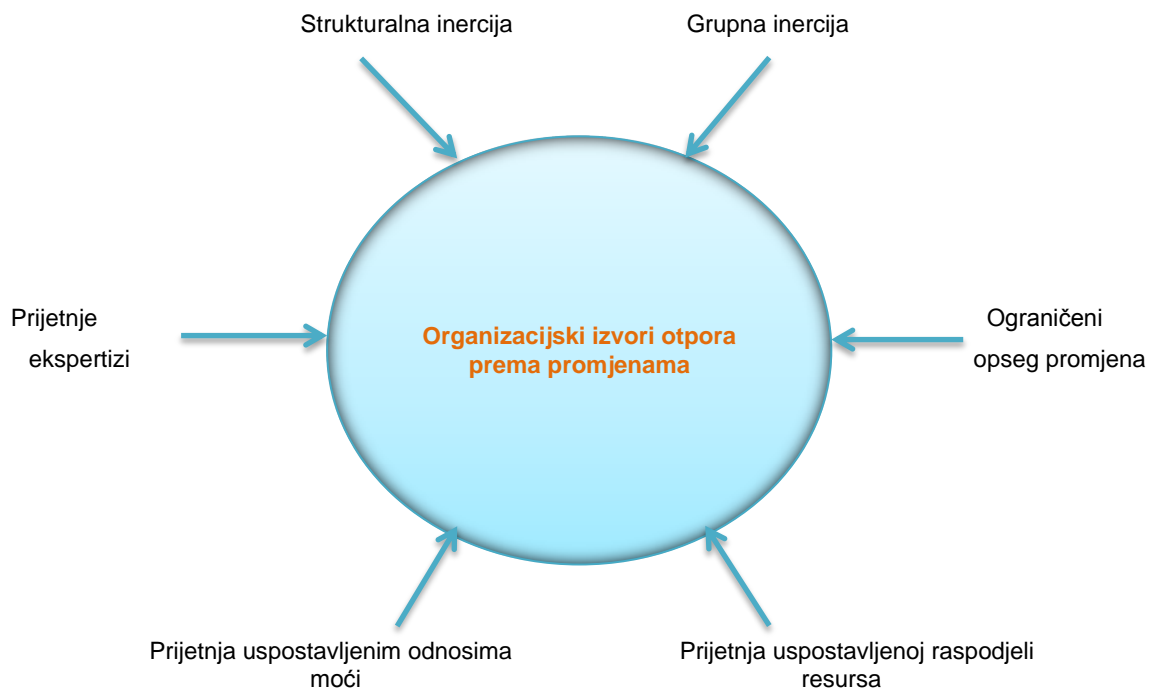 Strukturalna inercija
Grupna inercija
Prijetnje
ekspertizi
Organizacijski izvori otpora
prema promjenama
Ograničeni
opseg promjena
Prijetnja uspostavljenim odnosima
moći
Prijetnja uspostavljenoj raspodjeli
resursa